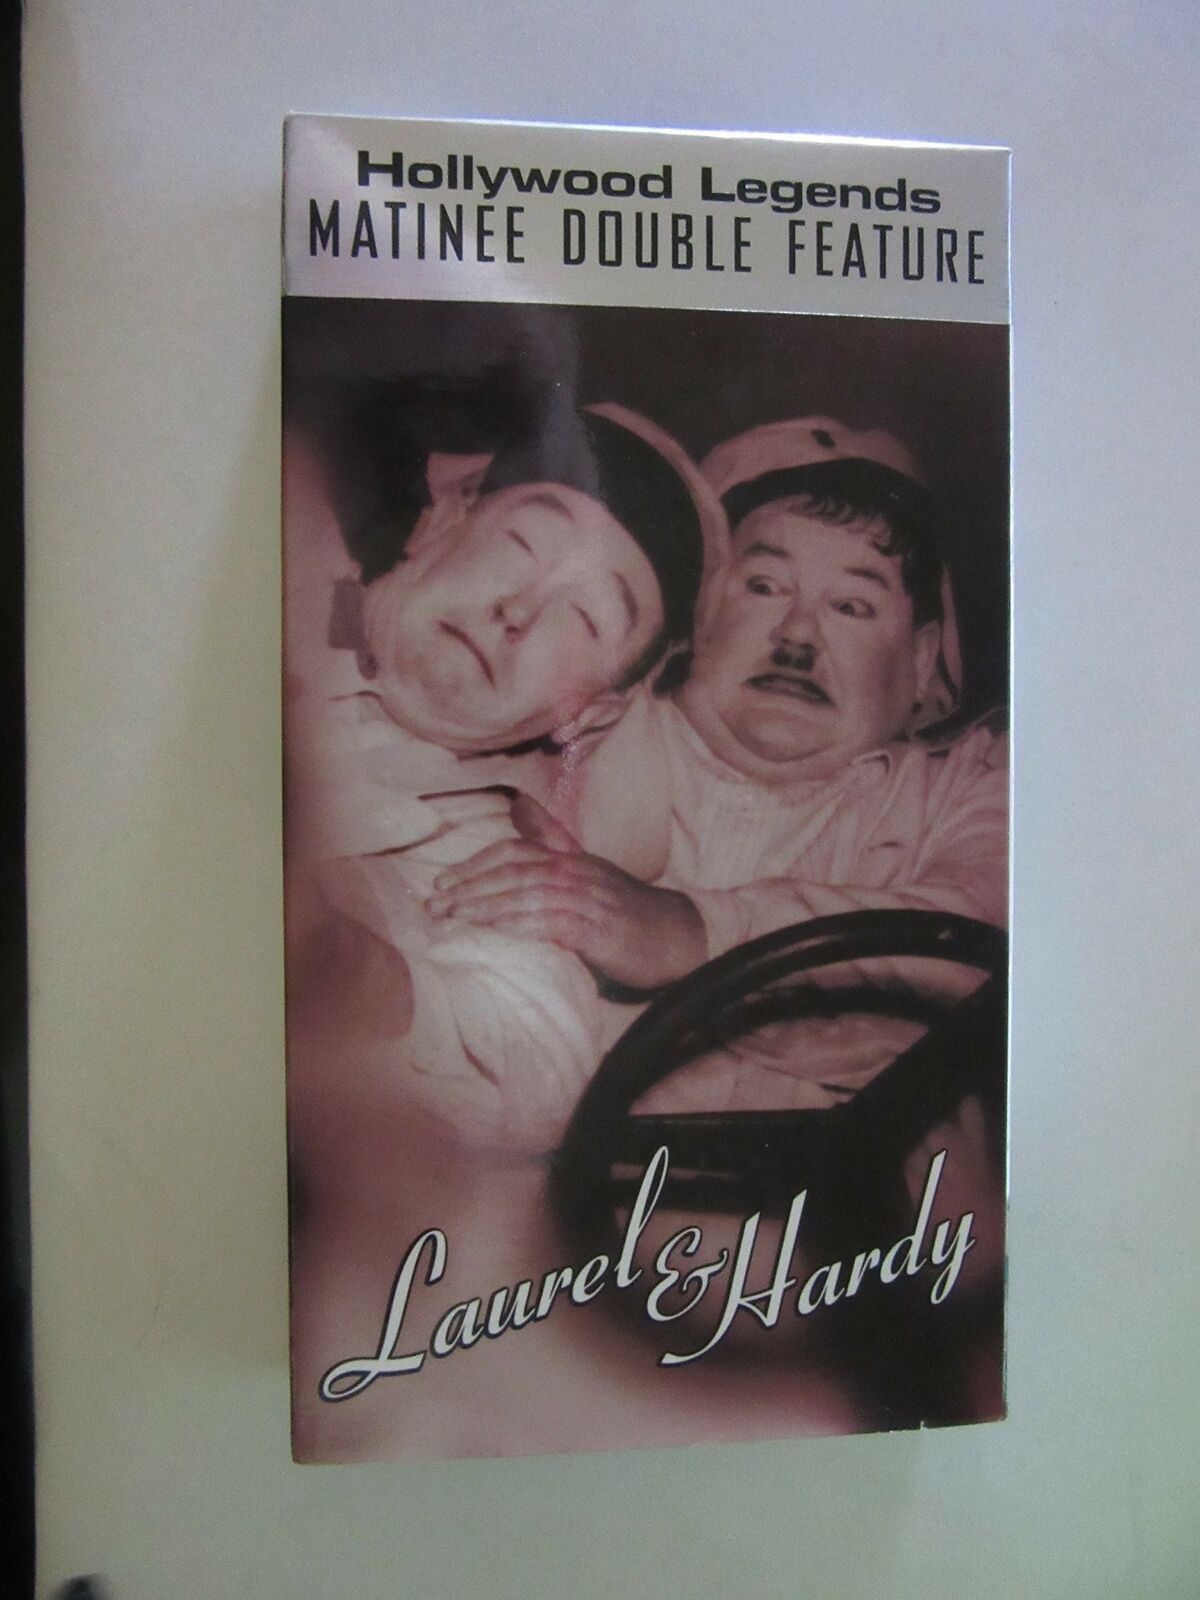 Hollywood Legends
MATINEE DOUBLE FEATURE
Laurel & Hardy